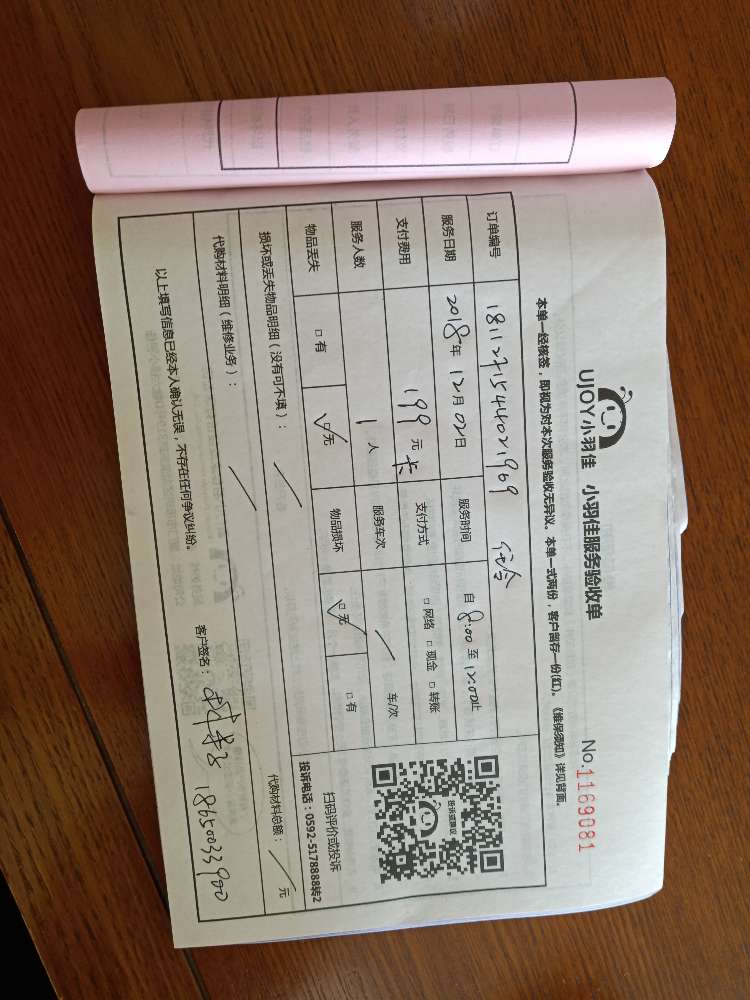 UJOY小羽佳 小羽佳服务验收单 No.1169081
本单一经核签，即视为对本次服务验收无异议。本单一式两份，客户留存一份(红)。《维保须知》详见背面。
订单编号 1811271544021969
服务日期 2018年12月02日 服务时间 自8:00至12:00止
支付费用 199元 卡 支付方式 □网络 □现金 □转账
服务人数 1人 服务车次 / 车/次
物品丢失 □有 ☑无 物品损坏 ☑无 □有
损坏或丢失物品明细（没有可不填）： /
代购材料明细（维修业务）： / 代购材料总额： / 元
以上填写信息已经本人确认无误，不存在任何争议纠纷。 客户签名： 18650033900
投诉或建议
扫码评价或投诉
投诉电话：0592-5178888转2